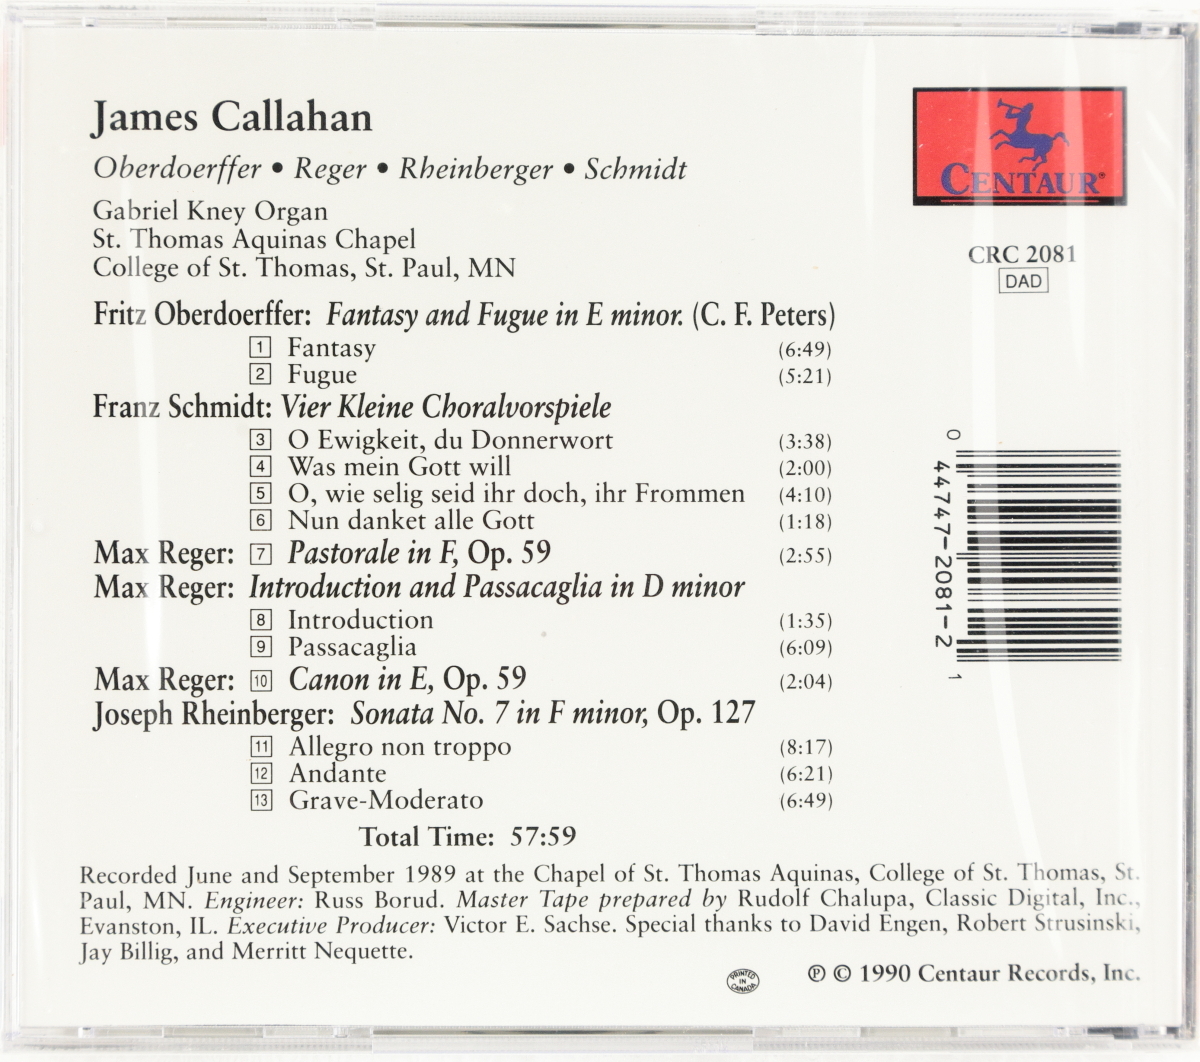 James Callahan
Oberdoerffer • Reger • Rheinberger • Schmidt
Gabriel Kney Organ
St. Thomas Aquinas Chapel
College of St. Thomas, St. Paul, MN
CENTAUR®
CRC 2081
DAD
Fritz Oberdoerffer: Fantasy and Fugue in E minor. (C. F. Peters)
1 Fantasy (6:49)
2 Fugue (5:21)
Franz Schmidt: Vier Kleine Choralvorspiele
3 O Ewigkeit, du Donnerwort (3:38)
4 Was mein Gott will (2:00)
5 O, wie selig seid ihr doch, ihr Frommen (4:10)
6 Nun danket alle Gott (1:18)
Max Reger: 7 Pastorale in F, Op. 59 (2:55)
Max Reger: Introduction and Passacaglia in D minor
8 Introduction (1:35)
9 Passacaglia (6:09)
Max Reger: 10 Canon in E, Op. 59 (2:04)
Joseph Rheinberger: Sonata No. 7 in F minor, Op. 127
11 Allegro non troppo (8:17)
12 Andante (6:21)
13 Grave-Moderato (6:49)
Total Time: 57:59
0 44747-2081-2 1
Recorded June and September 1989 at the Chapel of St. Thomas Aquinas, College of St. Thomas, St.
Paul, MN. Engineer: Russ Borud. Master Tape prepared by Rudolf Chalupa, Classic Digital, Inc.,
Evanston, IL. Executive Producer: Victor E. Sachse. Special thanks to David Engen, Robert Strusinski,
Jay Billig, and Merritt Nequette.
PRINTED IN CANADA
℗ © 1990 Centaur Records, Inc.